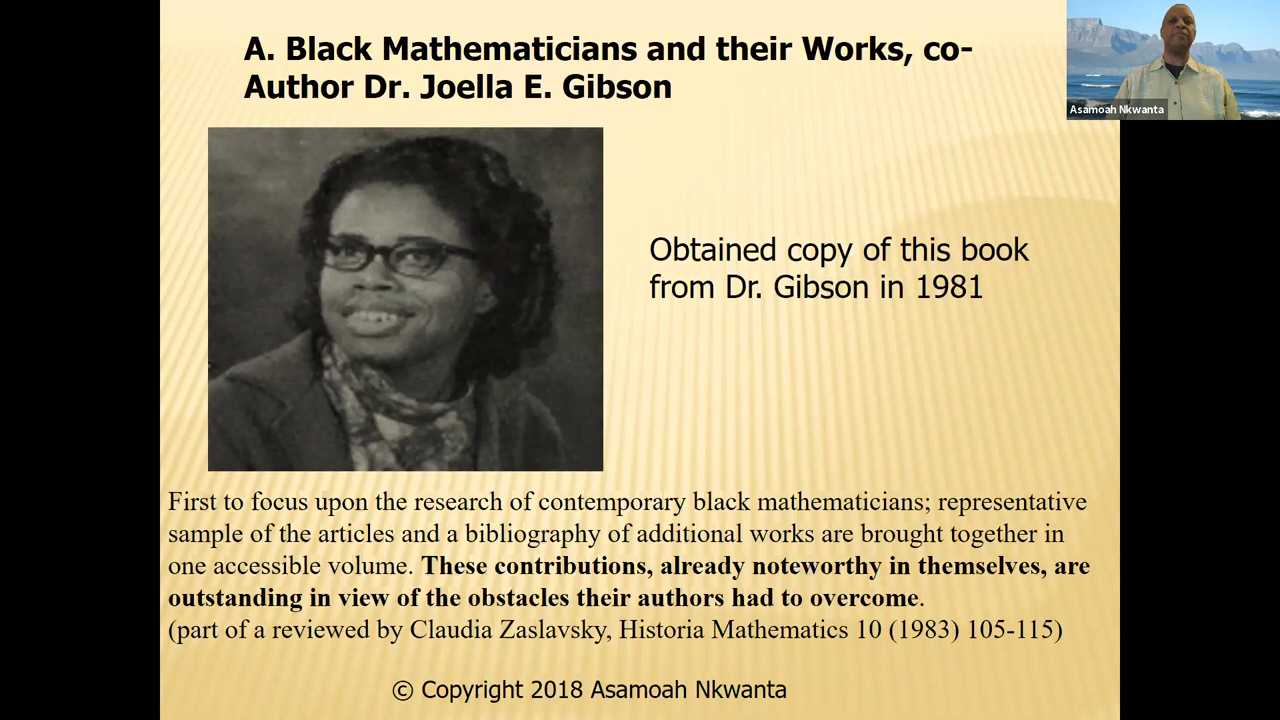 A. Black Mathematicians and their Works, co-
Author Dr. Joella E. Gibson
Asamoah Nkwanta
Obtained copy of this book
from Dr. Gibson in 1981
First to focus upon the research of contemporary black mathematicians; representative
sample of the articles and a bibliography of additional works are brought together in
one accessible volume. These contributions, already noteworthy in themselves, are
outstanding in view of the obstacles their authors had to overcome.
(part of a reviewed by Claudia Zaslavsky, Historia Mathematics 10 (1983) 105-115)
© Copyright 2018 Asamoah Nkwanta